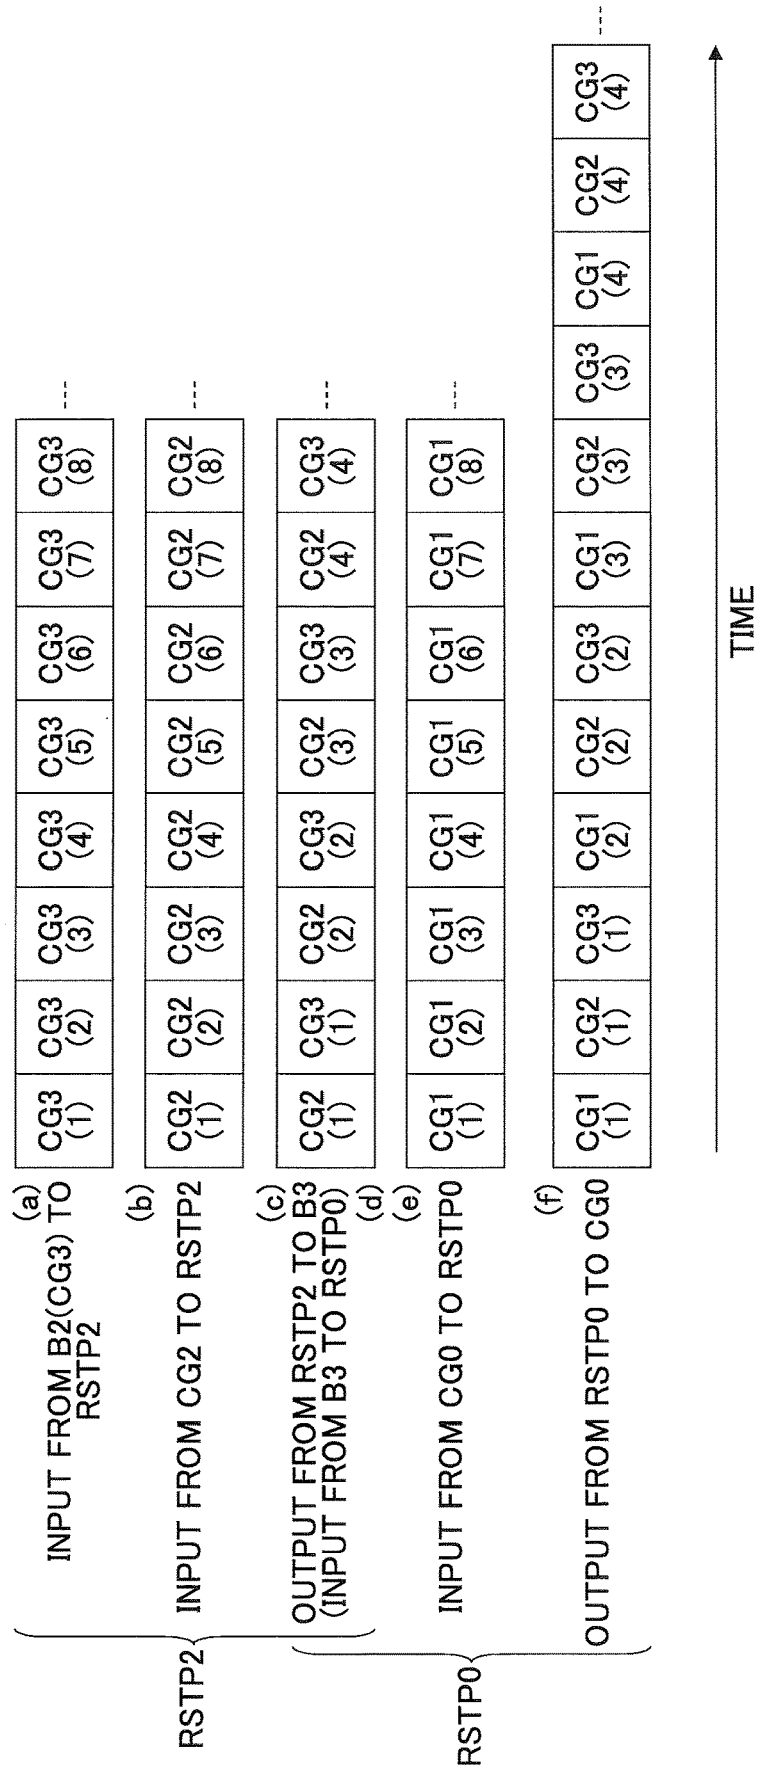 RSTP2
(a)
INPUT FROM B2(CG3) TO
RSTP2
CG3 (1) CG3 (2) CG3 (3) CG3 (4) CG3 (5) CG3 (6) CG3 (7) CG3 (8) ----
(b)
INPUT FROM CG2 TO RSTP2
CG2 (1) CG2 (2) CG2 (3) CG2 (4) CG2 (5) CG2 (6) CG2 (7) CG2 (8) ----
(c)
OUTPUT FROM RSTP2 TO B3
(INPUT FROM B3 TO RSTP0)
(d)
CG2 (1) CG3 (1) CG2 (2) CG3 (2) CG2 (3) CG3 (3) CG2 (4) CG3 (4) ----
RSTP0
(e)
INPUT FROM CG0 TO RSTP0
CG1 (1) CG1 (2) CG1 (3) CG1 (4) CG1 (5) CG1 (6) CG1 (7) CG1 (8) ----
(f)
OUTPUT FROM RSTP0 TO CG0
CG1 (1) CG2 (1) CG3 (1) CG1 (2) CG2 (2) CG3 (2) CG1 (3) CG2 (3) CG3 (3) CG1 (4) CG2 (4) CG3 (4) ----
TIME